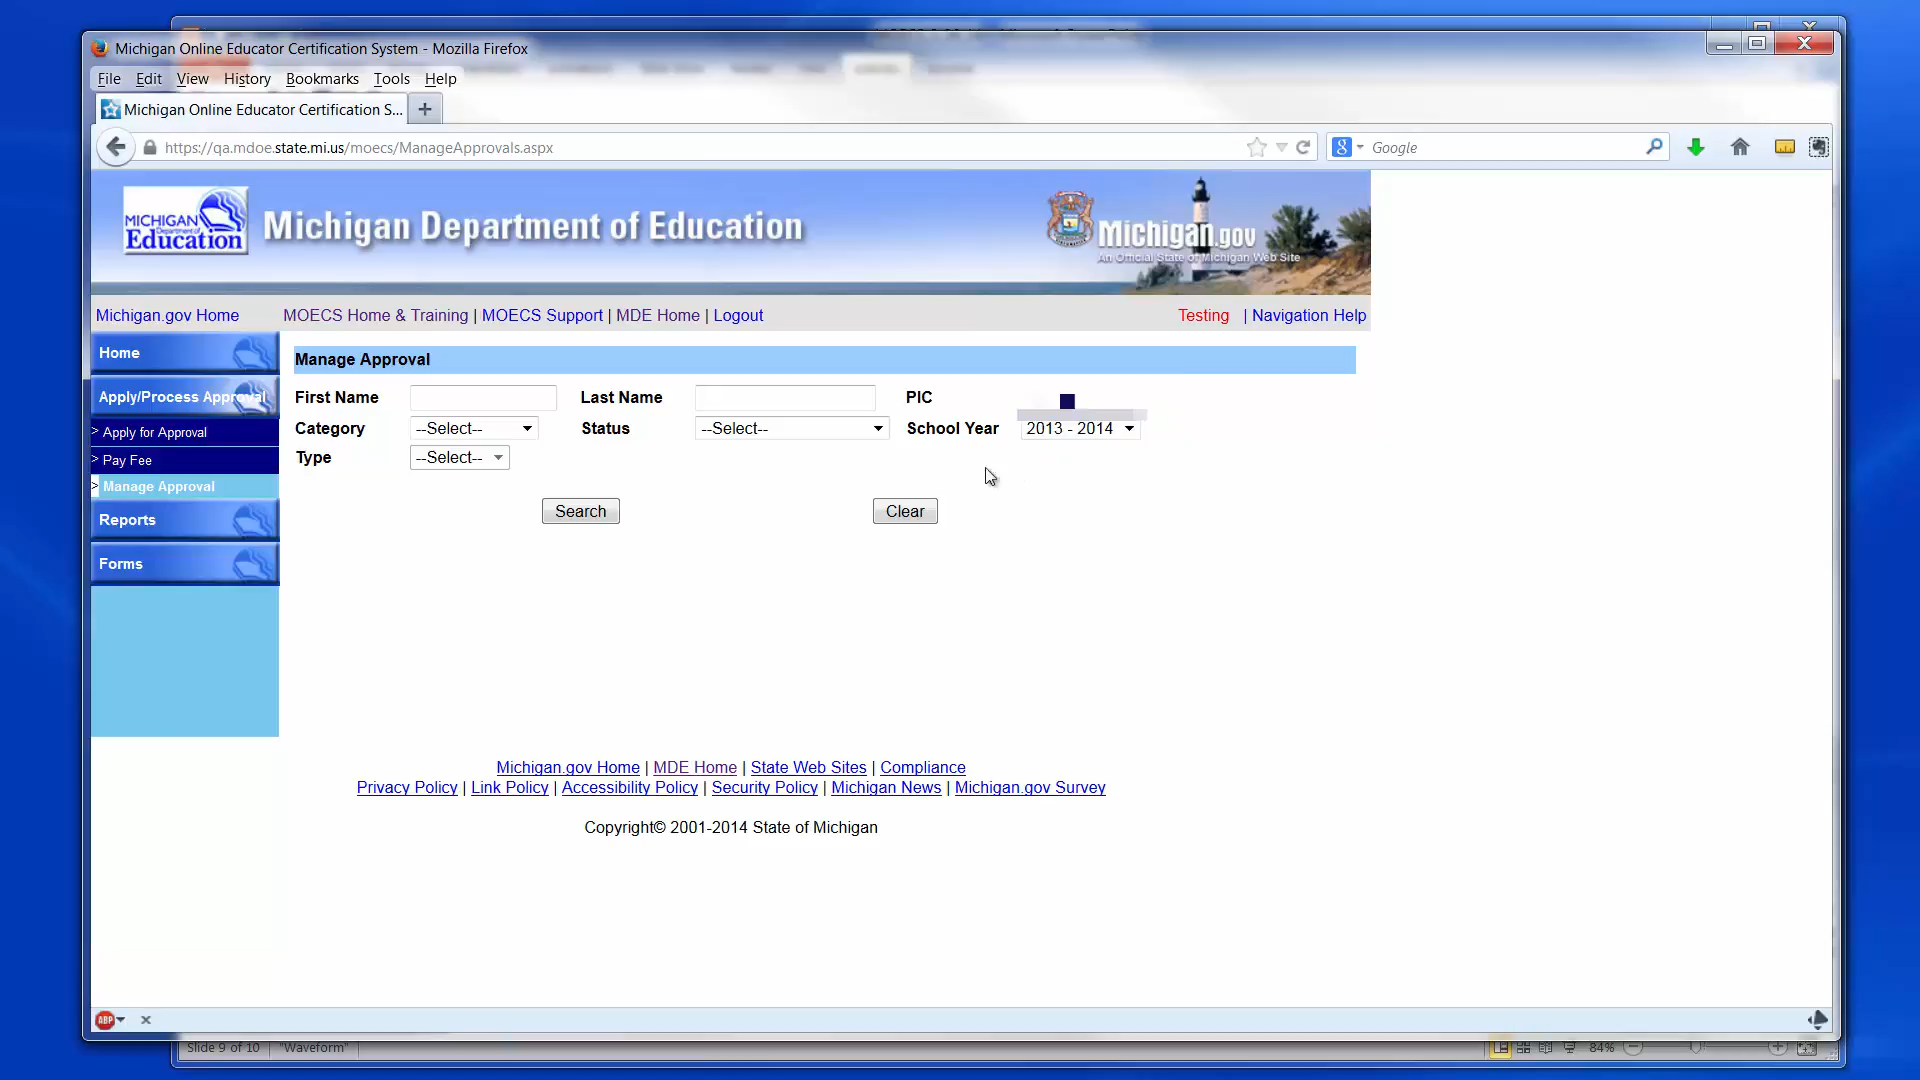 Michigan Online Educator Certification System - Mozilla Firefox
File Edit View History Bookmarks Tools Help
Michigan Online Educator Certification S... +
https://qa.mdoe.state.mi.us/moecs/ManageApprovals.aspx
8 Google
MICHIGAN
Department of
Education
Michigan Department of Education
Michigan.gov
An Official State of Michigan Web Site
Michigan.gov Home MOECS Home & Training | MOECS Support | MDE Home | Logout Testing | Navigation Help
Home
Apply/Process Approval
> Apply for Approval
> Pay Fee
> Manage Approval
Reports
Forms
Manage Approval
First Name Last Name PIC
Category --Select-- Status --Select-- School Year 2013 - 2014
Type --Select--
Search Clear
Michigan.gov Home | MDE Home | State Web Sites | Compliance
Privacy Policy | Link Policy | Accessibility Policy | Security Policy | Michigan News | Michigan.gov Survey
Copyright© 2001-2014 State of Michigan
ABP
Slide 9 of 10 "Waveform" 84%